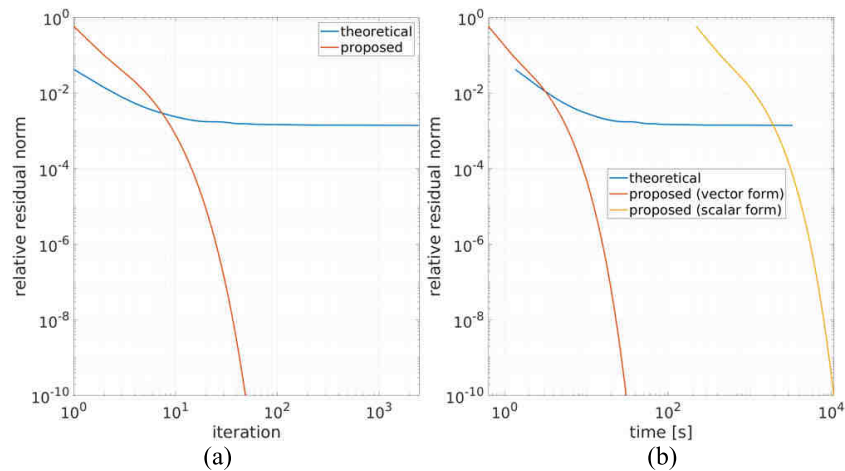 10^0
10^-2
10^-4
10^-6
10^-8
10^-10
relative residual norm
theoretical
proposed
10^0 10^1 10^2 10^3
iteration
(a)
10^0
10^-2
10^-4
10^-6
10^-8
10^-10
relative residual norm
theoretical
proposed (vector form)
proposed (scalar form)
10^0 10^2 10^4
time [s]
(b)